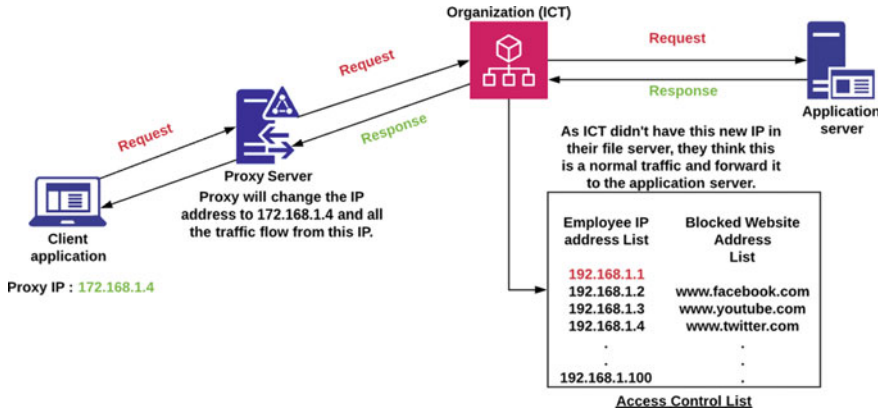 Organization (ICT)
Request
Request
Response
Application
server
Request
Response
Proxy Server
Proxy will change the IP
address to 172.168.1.4 and all
the traffic flow from this IP.
Client
application
Proxy IP : 172.168.1.4
As ICT didn't have this new IP in
their file server, they think this
is a normal traffic and forward it
to the application server.
Employee IP
address List
Blocked Website
Address
List
192.168.1.1
192.168.1.2 www.facebook.com
192.168.1.3 www.youtube.com
192.168.1.4 www.twitter.com
. .
. .
192.168.1.100 .
Access Control List